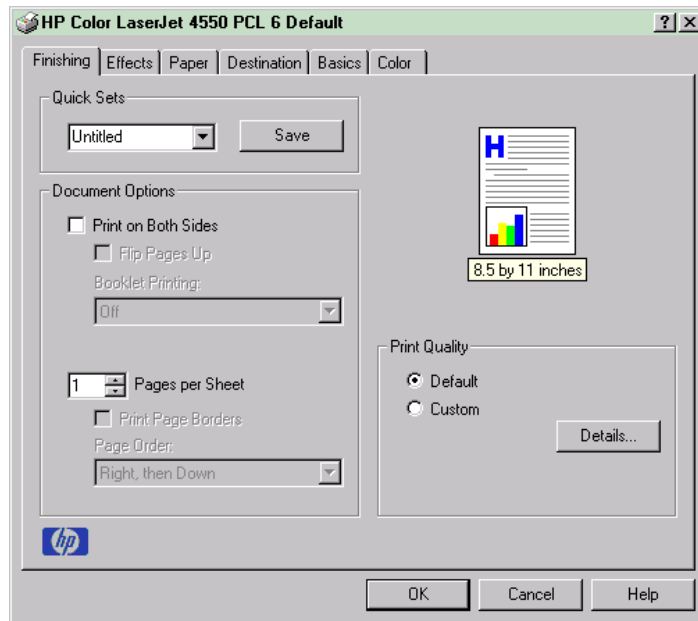 HP Color LaserJet 4550 PCL 6 Default
Finishing Effects Paper Destination Basics Color
Quick Sets
Untitled Save
H
8.5 by 11 inches
Document Options
Print on Both Sides
Flip Pages Up
Booklet Printing:
Off
1 Pages per Sheet
Print Page Borders
Page Order:
Right, then Down
Print Quality
Default
Custom
Details...
hp
OK Cancel Help